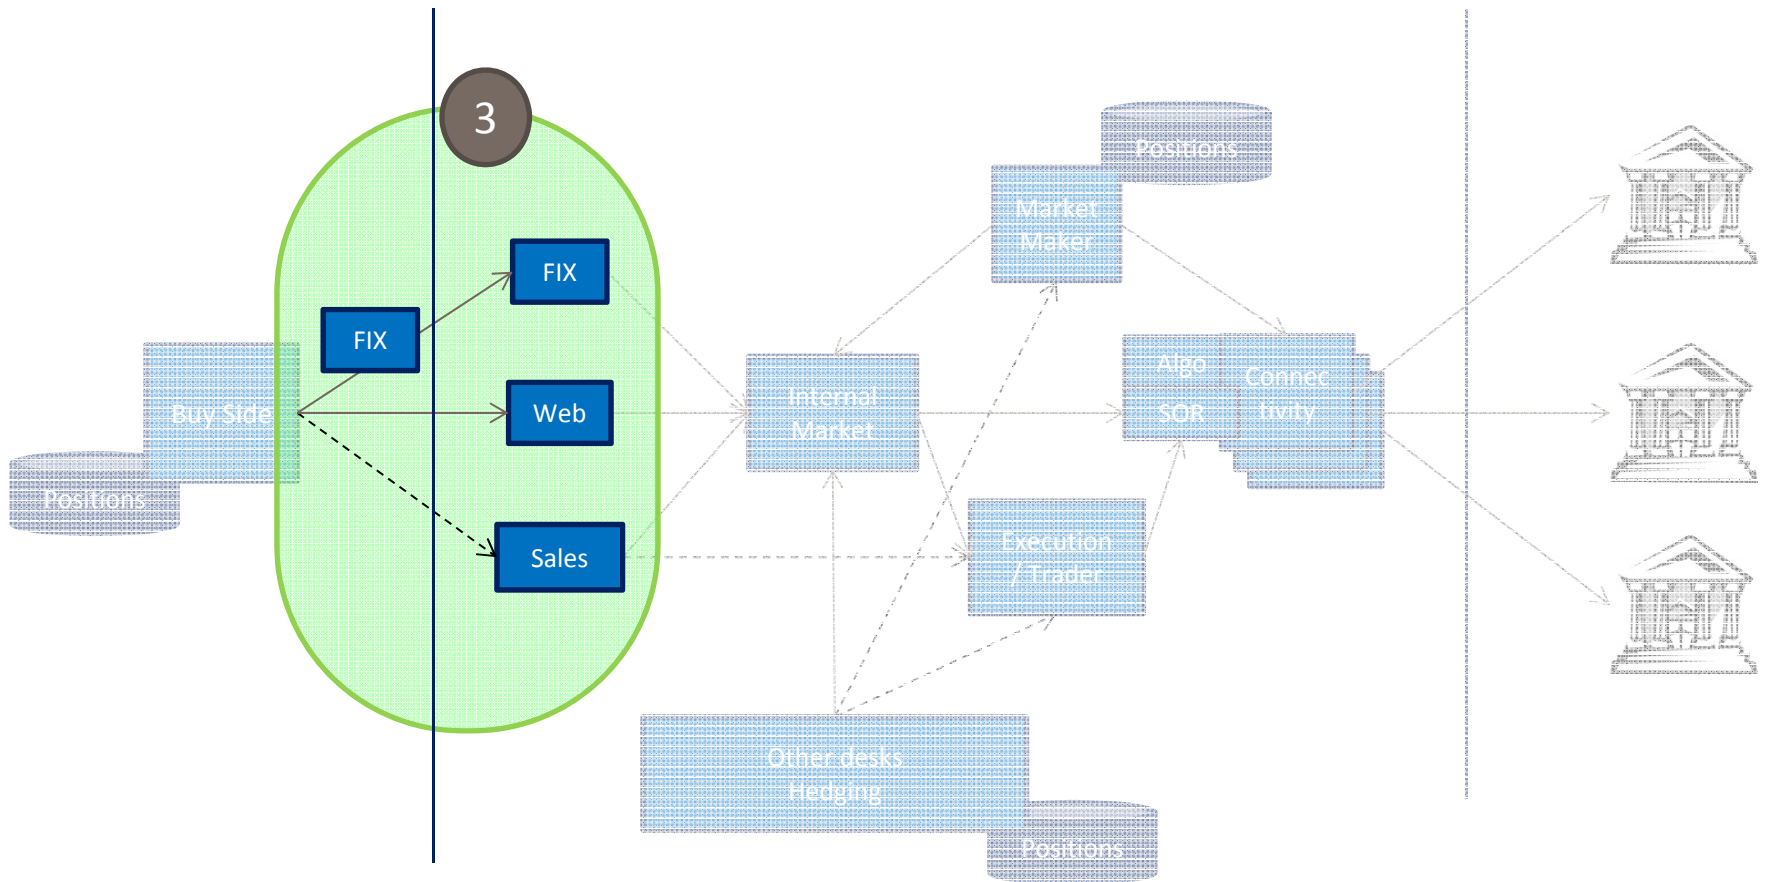 3
Positions
Market
Maker
FIX
FIX
Algo
Connec
tivity
Internal
Market
Buy Side
Web
SOR
Positions
Execution
/ Trader
Sales
Other desks
Hedging
Positions